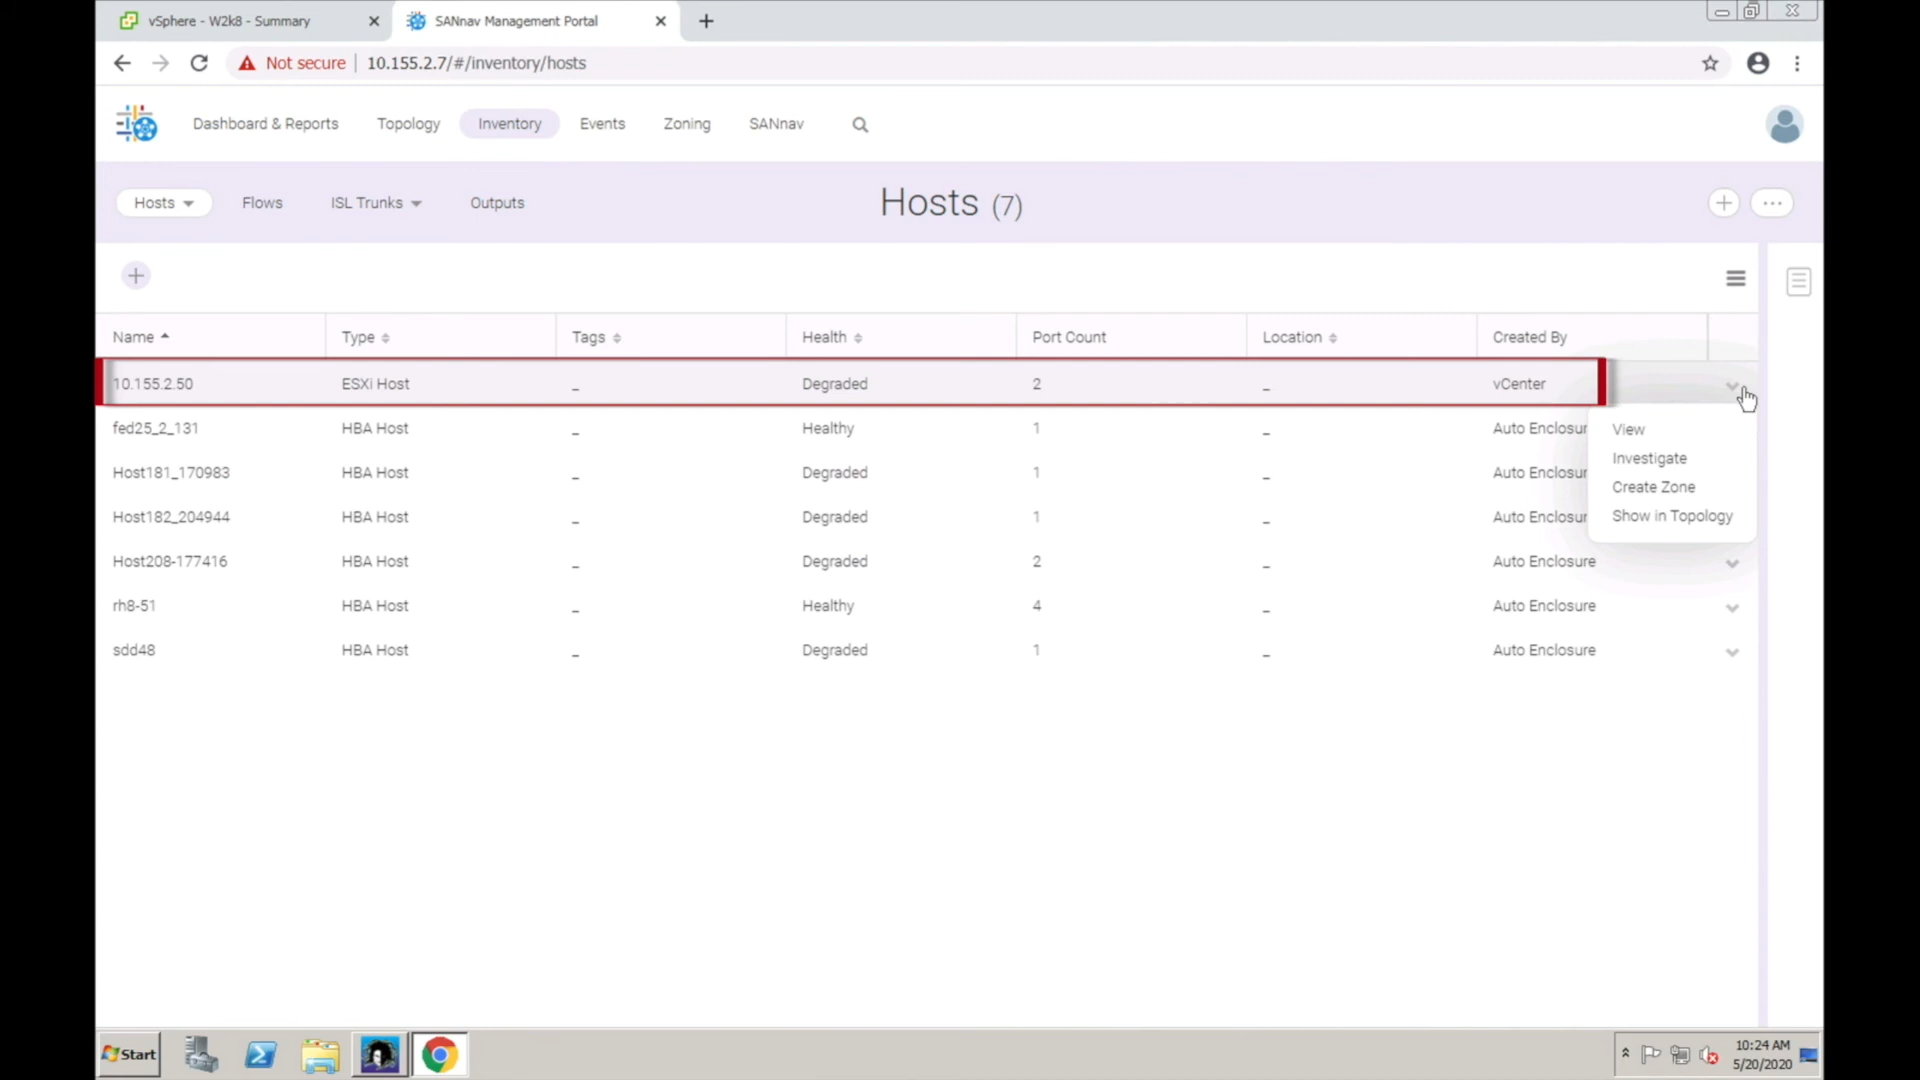 vSphere - W2k8 - Summary
SANnav Management Portal
Not secure 10.155.2.7/#/inventory/hosts
Dashboard & Reports Topology Inventory Events Zoning SANnav
Hosts Flows ISL Trunks Outputs Hosts (7)
Name Type Tags Health Port Count Location Created By
10.155.2.50 ESXi Host _ Degraded 2 _ vCenter
fed25_2_131 HBA Host _ Healthy 1 _ Auto Enclosur
Host181_170983 HBA Host _ Degraded 1 _ Auto Enclosur
Host182_204944 HBA Host _ Degraded 1 _ Auto Enclosur
Host208-177416 HBA Host _ Degraded 2 _ Auto Enclosure
rh8-51 HBA Host _ Healthy 4 _ Auto Enclosure
sdd48 HBA Host _ Degraded 1 _ Auto Enclosure
View
Investigate
Create Zone
Show in Topology
Start
10:24 AM
5/20/2020